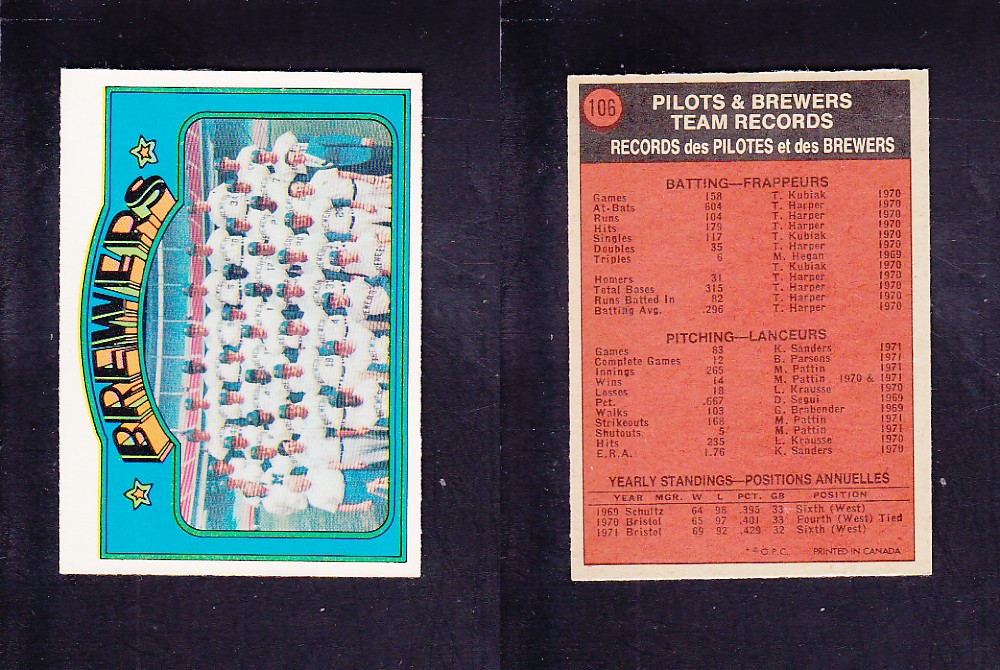 BREWERS
106
PILOTS & BREWERS
TEAM RECORDS
RECORDS des PILOTES et des BREWERS
BATTING—FRAPPEURS
Games 158 T. Kubiak 1970
At-Bats 604 T. Harper 1970
Runs 104 T. Harper 1970
Hits 179 T. Harper 1970
Singles 117 T. Kubiak 1970
Doubles 35 T. Harper 1970
Triples 6 M. Hegan 1969
T. Kubiak 1970
Homers 31 T. Harper 1970
Total Bases 315 T. Harper 1970
Runs Batted In 82 T. Harper 1970
Batting Avg. .296 T. Harper 1970
PITCHING—LANCEURS
Games 83 K. Sanders 1971
Complete Games 12 B. Parsons 1971
Innings 265 M. Pattin 1971
Wins 14 M. Pattin 1970 & 1971
Losses 18 L. Krausse 1970
Pct. .667 D. Segui 1969
Walks 103 G. Brabender 1969
Strikeouts 168 M. Pattin 1971
Shutouts 5 M. Pattin 1971
Hits 235 L. Krausse 1970
E.R.A. 1.76 K. Sanders 1970
YEARLY STANDINGS—POSITIONS ANNUELLES
YEAR MGR. W L PCT. GB POSITION
1969 Schultz 64 98 .395 33 Sixth (West)
1970 Bristol 65 97 .401 33 Fourth (West) Tied
1971 Bristol 69 92 .429 32 Sixth (West)
* © O.P.C. PRINTED IN CANADA